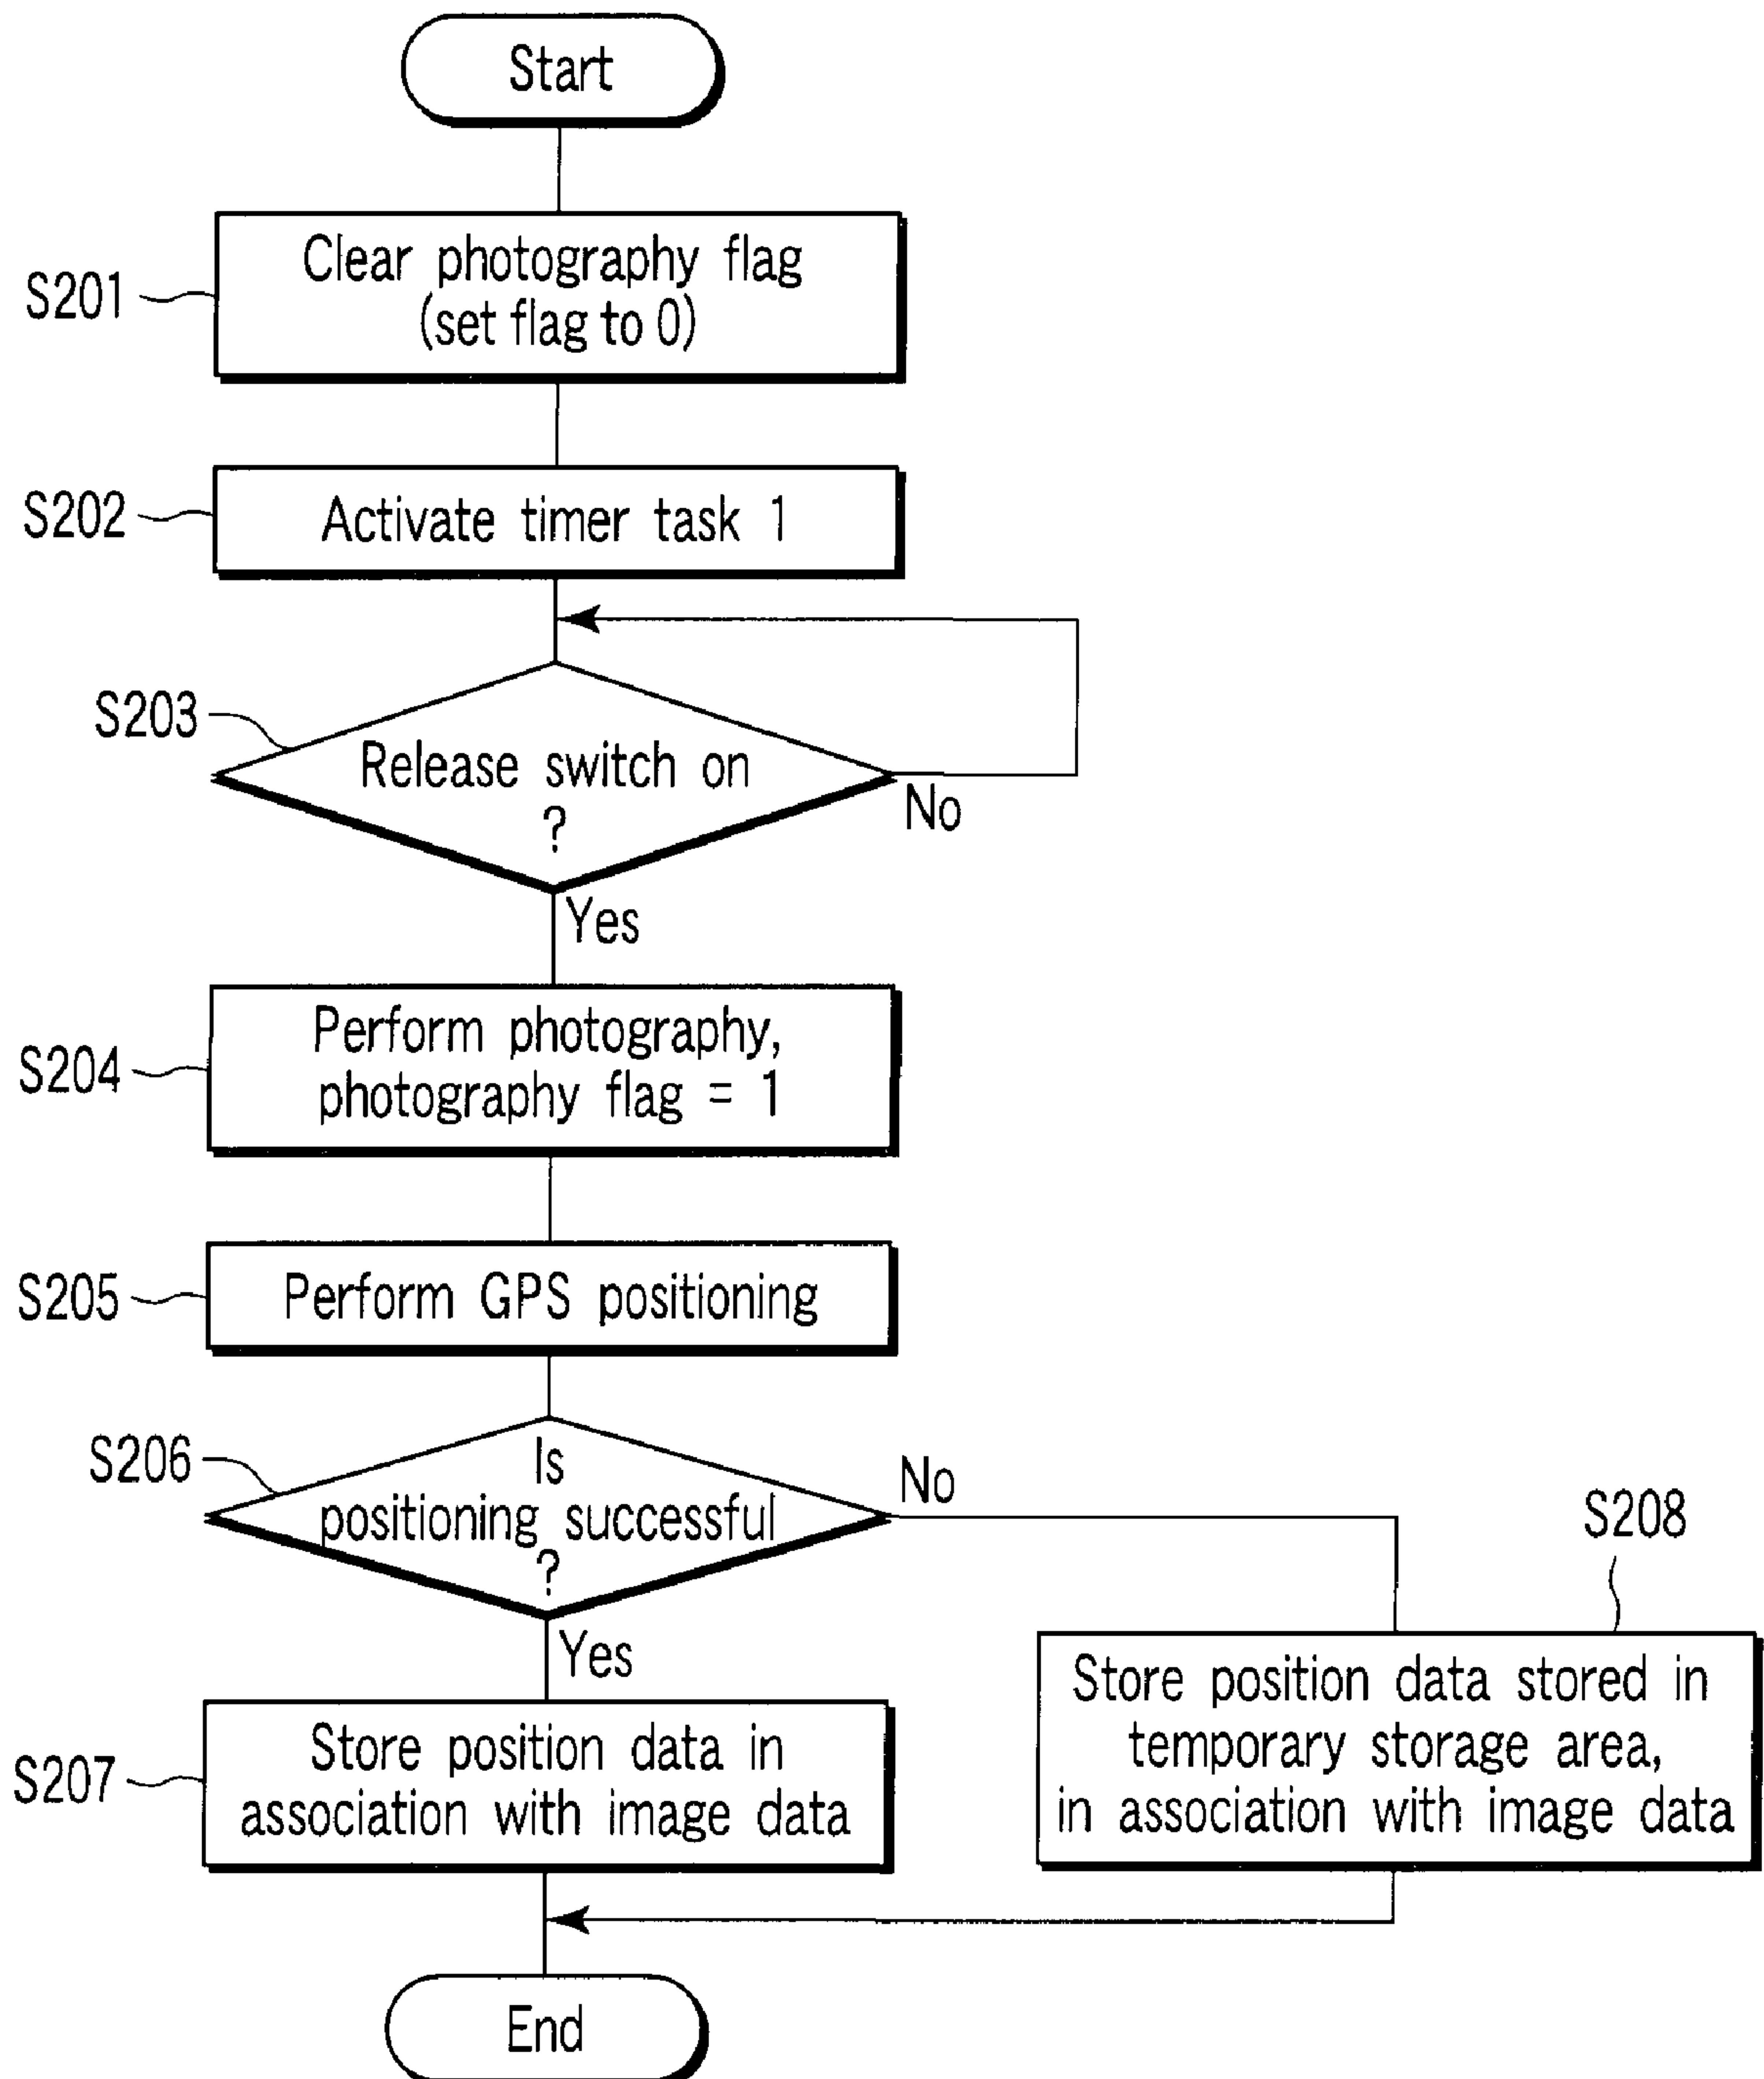 Start
S201
Clear photography flag
(set flag to 0)
S202
Activate timer task 1
S203
Release switch on
?
No
Yes
S204
Perform photography,
photography flag = 1
S205
Perform GPS positioning
S206
Is
positioning successful
?
No
Yes
S207
Store position data in
association with image data
S208
Store position data stored in
temporary storage area,
in association with image data
End